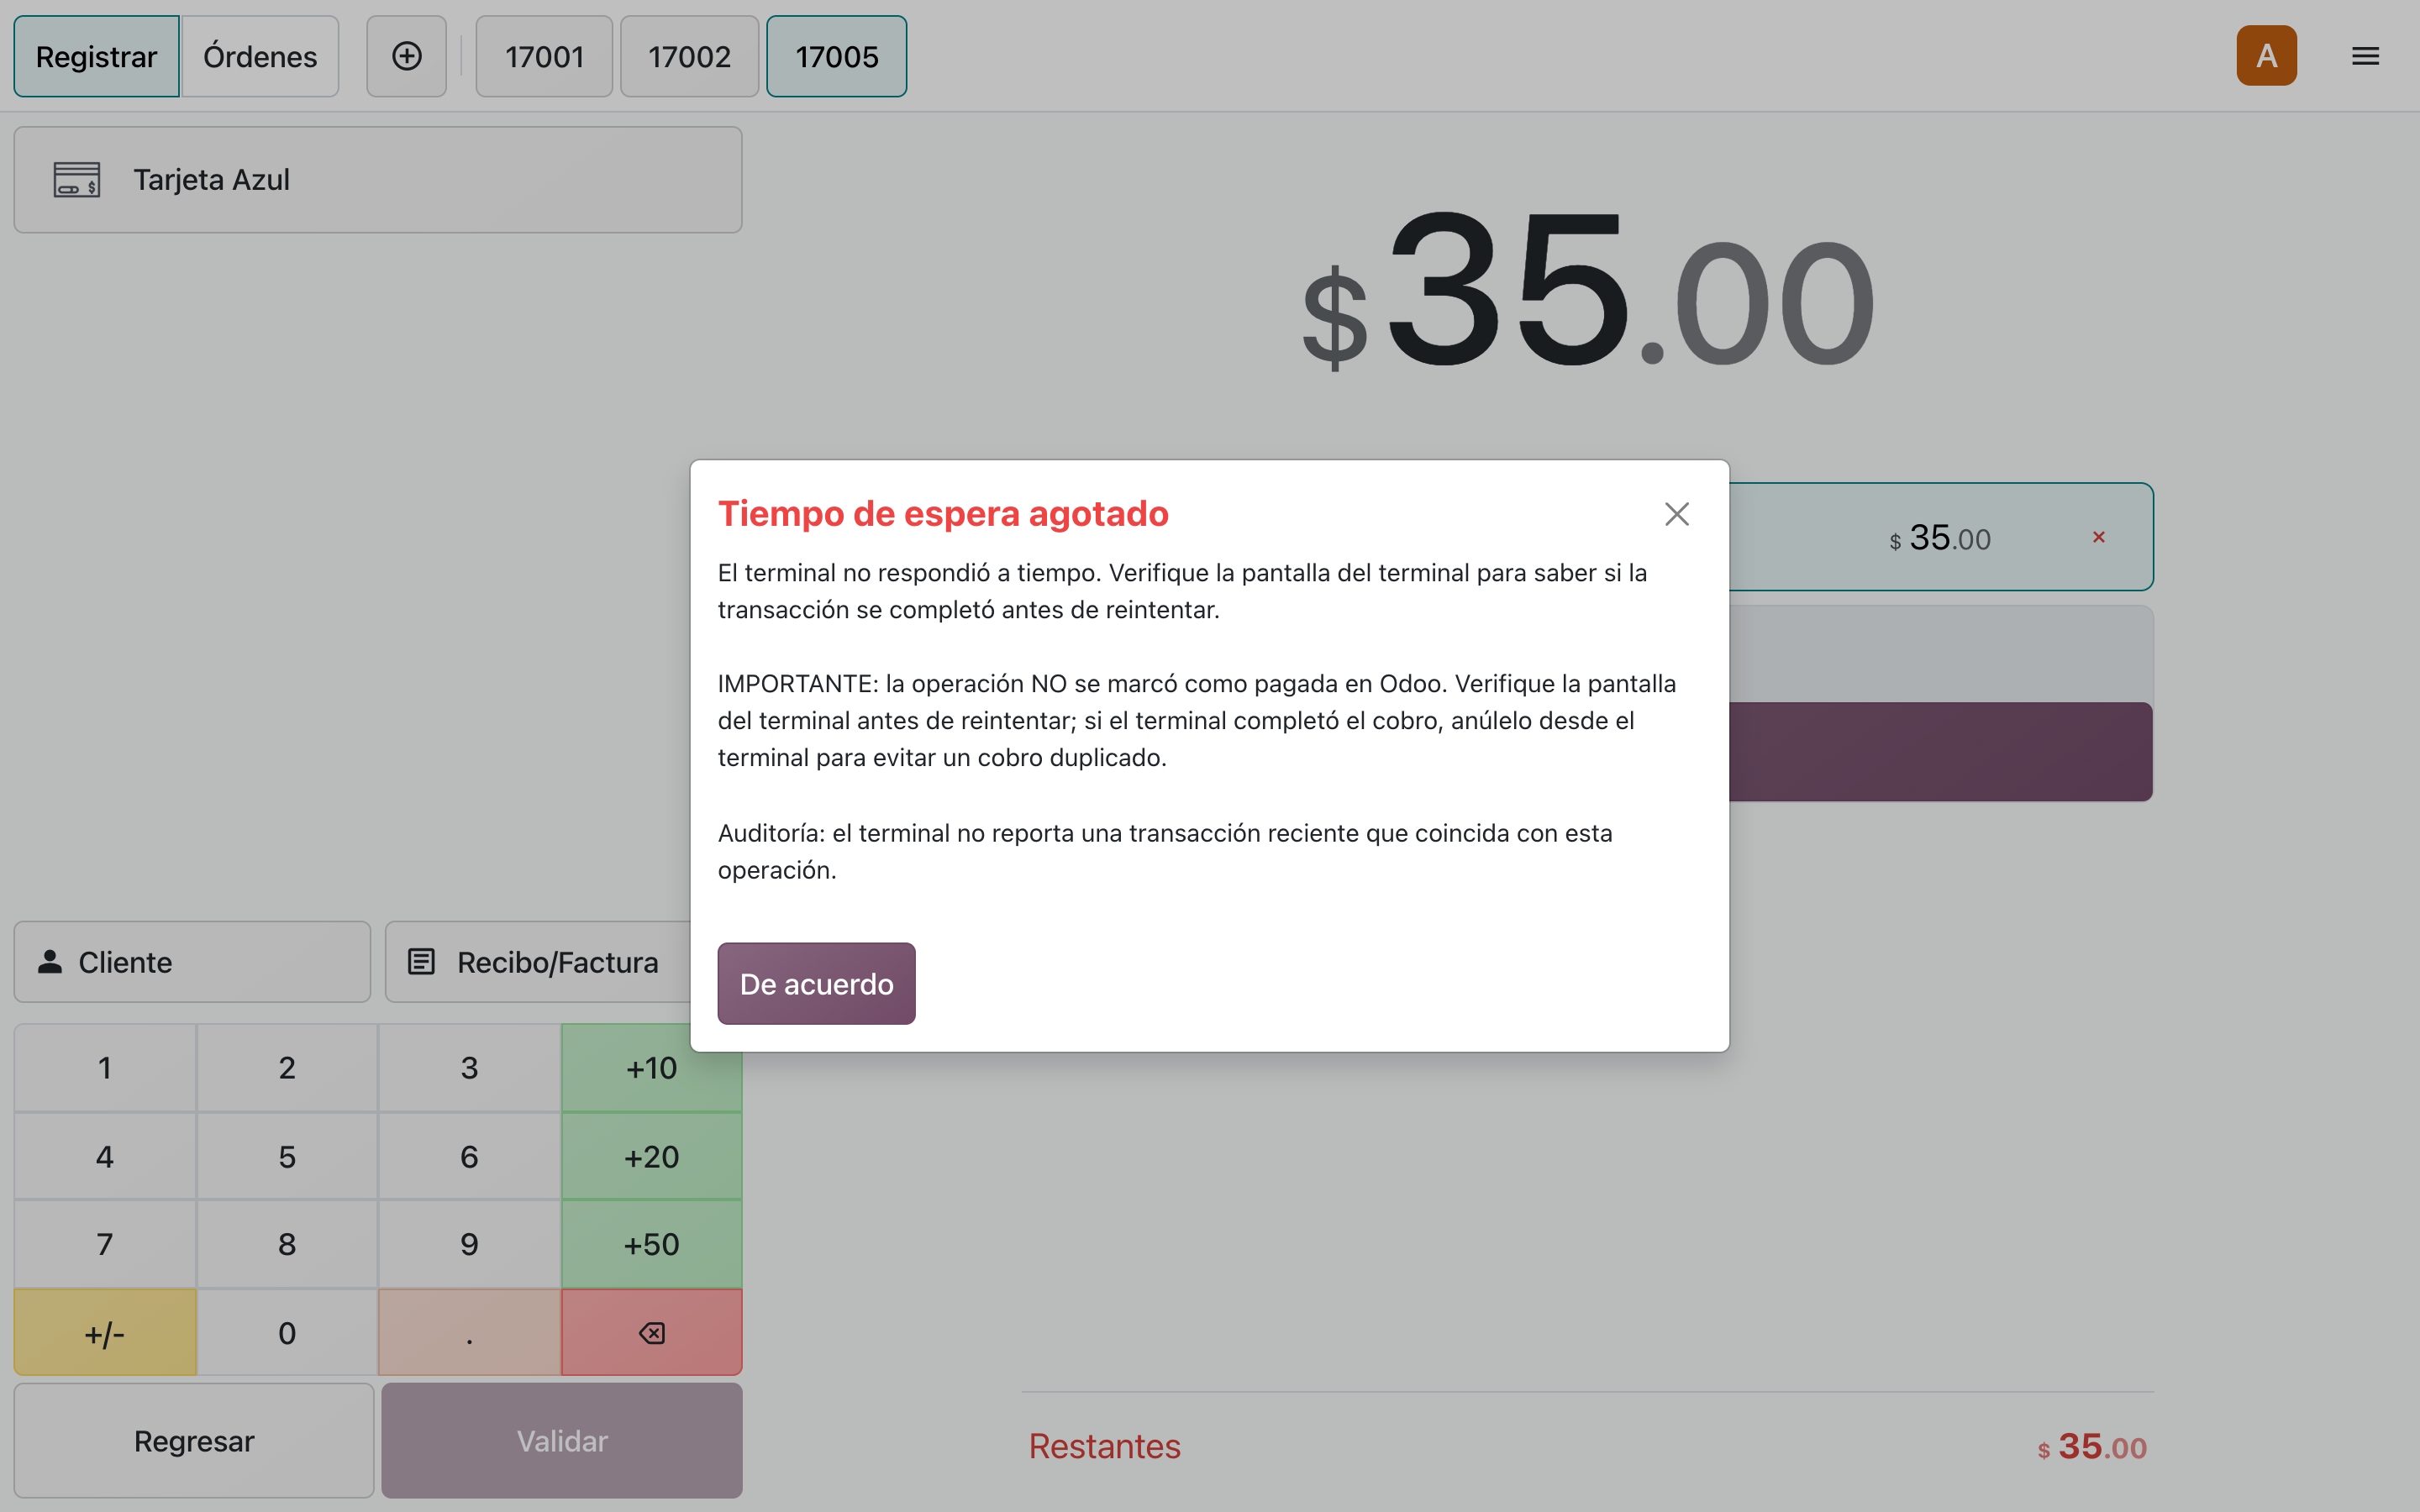 Registrar
Órdenes
17001
17002
17005
A
Tarjeta Azul
$35.00
Tiempo de espera agotado
El terminal no respondió a tiempo. Verifique la pantalla del terminal para saber si la
transacción se completó antes de reintentar.
IMPORTANTE: la operación NO se marcó como pagada en Odoo. Verifique la pantalla
del terminal antes de reintentar; si el terminal completó el cobro, anúlelo desde el
terminal para evitar un cobro duplicado.
Auditoría: el terminal no reporta una transacción reciente que coincida con esta
operación.
De acuerdo
$ 35.00
Cliente
Recibo/Factura
1
2
3
+10
4
5
6
+20
7
8
9
+50
+/-
0
.
Regresar
Validar
Restantes
$ 35.00